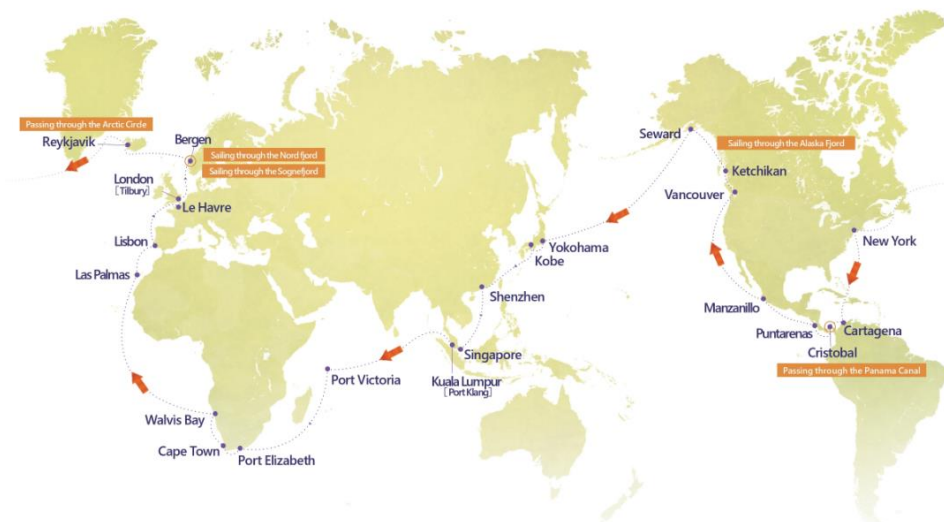 Passing through the Arctic Circle
Reykjavik
Bergen
Sailing through the Nord fjord
Sailing through the Sognefjord
London
[Tilbury]
Le Havre
Lisbon
Las Palmas
Walvis Bay
Cape Town
Port Elizabeth
Port Victoria
Kuala Lumpur
[Port Klang]
Singapore
Shenzhen
Kobe
Yokohama
Seward
Sailing through the Alaska Fjord
Ketchikan
Vancouver
New York
Manzanillo
Puntarenas
Cartagena
Cristobal
Passing through the Panama Canal